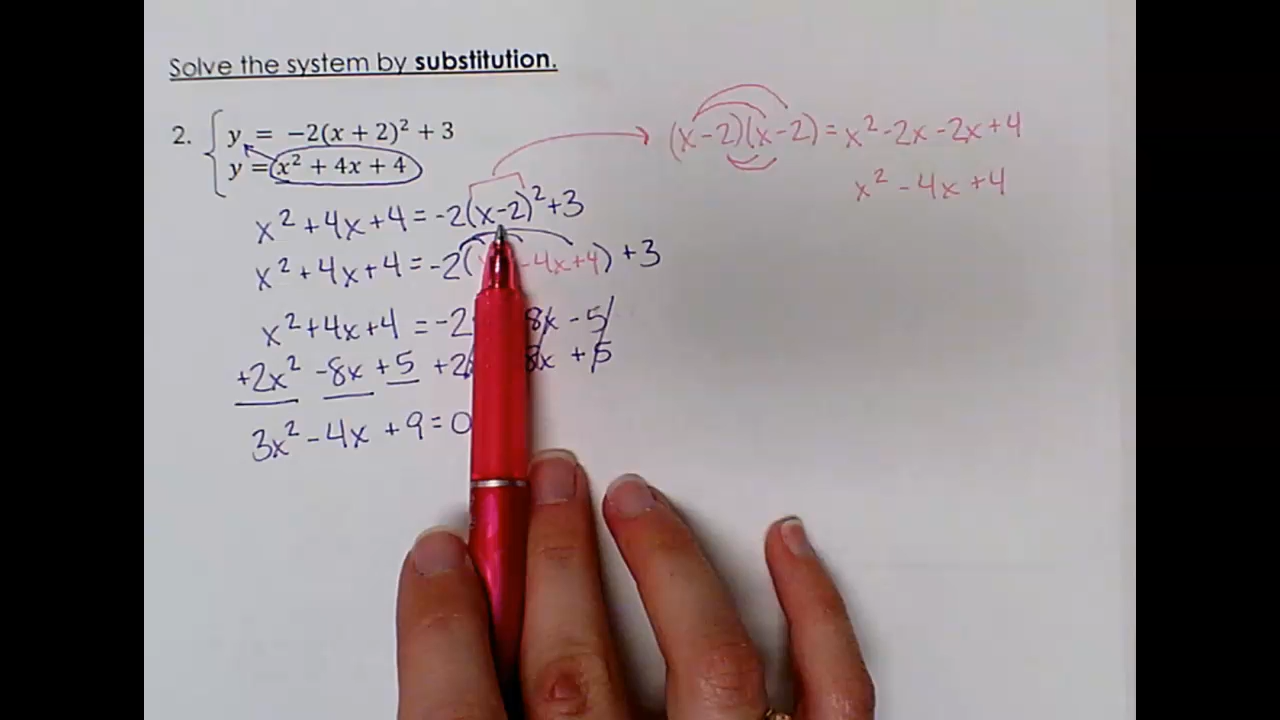 Solve the system by substitution.
2. y = −2(x + 2)² + 3
y = x² + 4x + 4
(x-2)(x-2) = x² - 2x - 2x + 4
x² - 4x + 4
x² + 4x + 4 = -2(x-2)² + 3
x² + 4x + 4 = -2( -4x + 4) + 3
x² + 4x + 4 = -2 8x - 5
+2x² -8x + 5 +2 8x + 5
3x² - 4x + 9 = 0